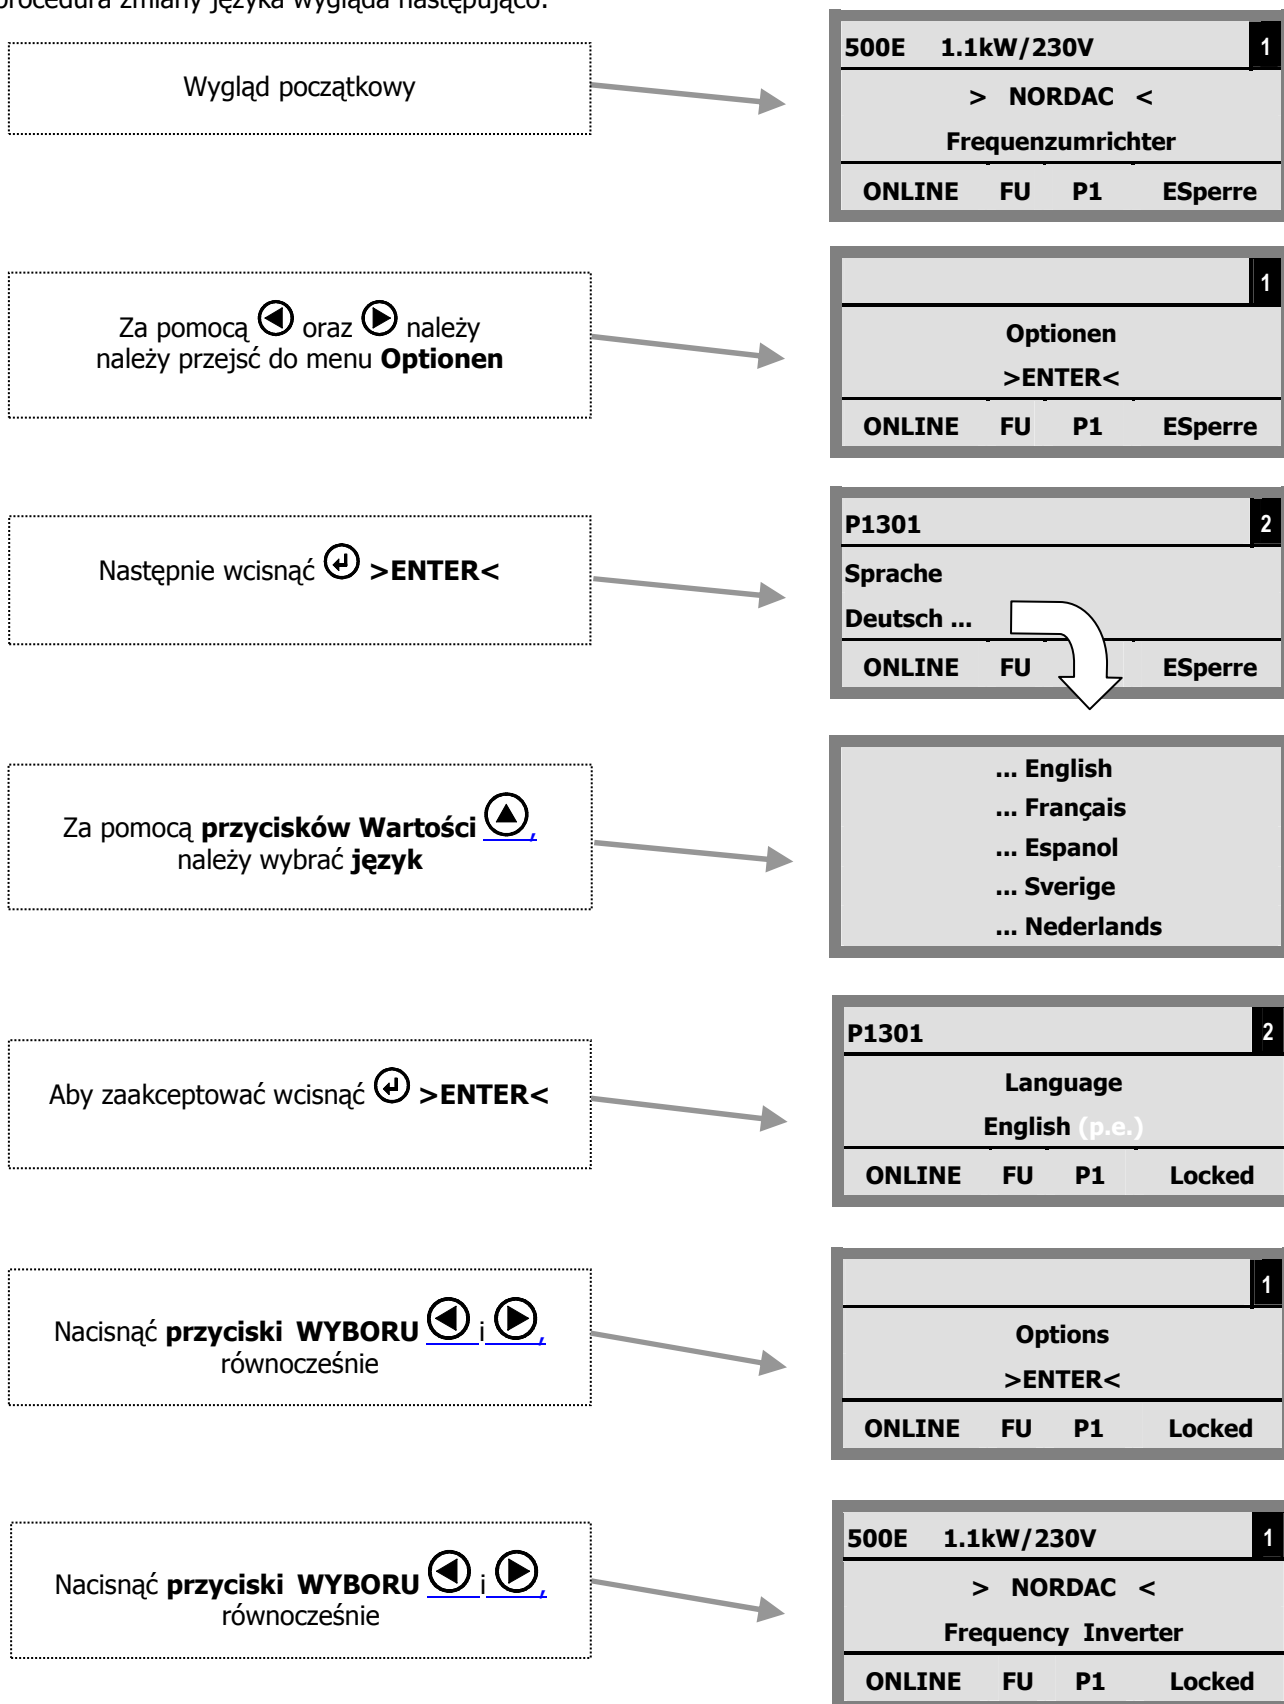 procedura zmiany języka wygląda następująco:
Wygląd początkowy
500E 1.1kW/230V 1
> NORDAC <
Frequenzumrichter
ONLINE FU P1 ESperre
Za pomocą oraz należy
należy przejsć do menu Optionen
1
Optionen
>ENTER<
ONLINE FU P1 ESperre
Następnie wcisnąć >ENTER<
P1301 2
Sprache
Deutsch ...
ONLINE FU ESperre
Za pomocą przycisków Wartości ,
należy wybrać język
... English
... Français
... Espanol
... Sverige
... Nederlands
Aby zaakceptować wcisnąć >ENTER<
P1301 2
Language
English (p.e.)
ONLINE FU P1 Locked
Nacisnąć przyciski WYBORU i ,
równocześnie
1
Options
>ENTER<
ONLINE FU P1 Locked
Nacisnąć przyciski WYBORU i ,
równocześnie
500E 1.1kW/230V 1
> NORDAC <
Frequency Inverter
ONLINE FU P1 Locked